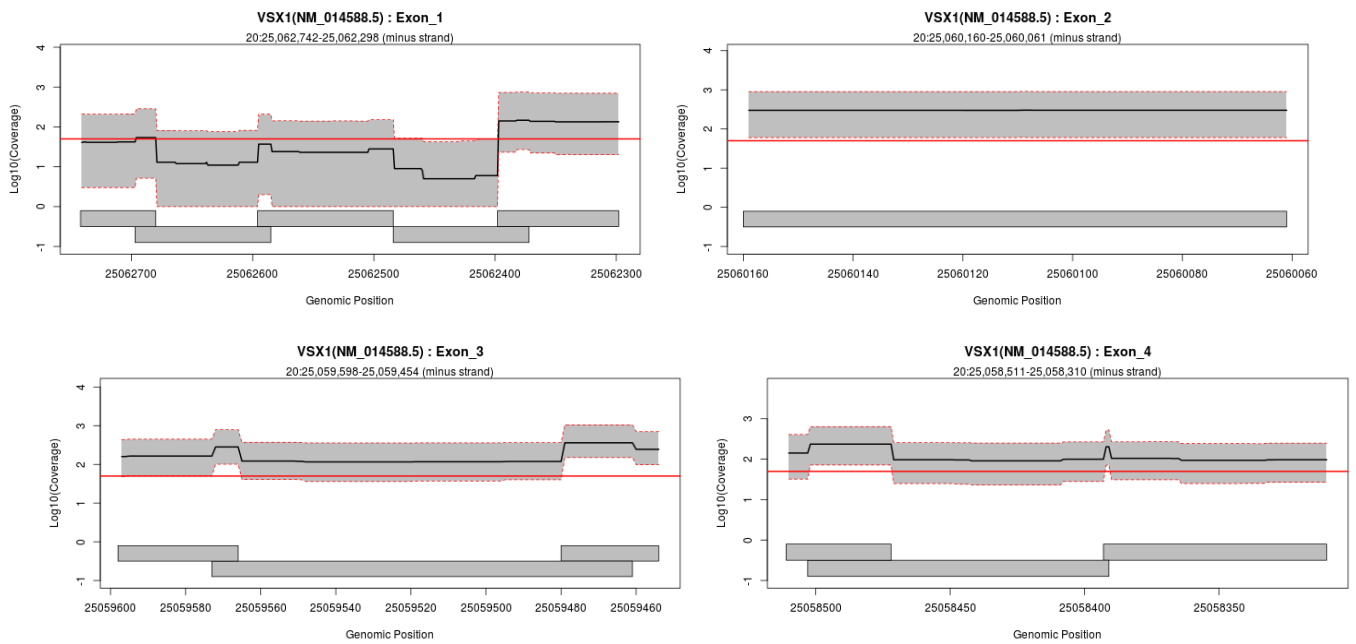 VSX1(NM_014588.5) : Exon_1
20:25,062,742-25,062,298 (minus strand)
Log10(Coverage)
4
3
2
1
0
-1
25062700
25062600
25062500
25062400
25062300
Genomic Position
VSX1(NM_014588.5) : Exon_2
20:25,060,160-25,060,061 (minus strand)
Log10(Coverage)
4
3
2
1
0
-1
25060160
25060140
25060120
25060100
25060080
25060060
Genomic Position
VSX1(NM_014588.5) : Exon_3
20:25,059,598-25,059,454 (minus strand)
Log10(Coverage)
4
3
2
1
0
-1
25059600
25059580
25059560
25059540
25059520
25059500
25059480
25059460
Genomic Position
VSX1(NM_014588.5) : Exon_4
20:25,058,511-25,058,310 (minus strand)
Log10(Coverage)
3
2
1
0
-1
25058500
25058450
25058400
25058350
Genomic Position